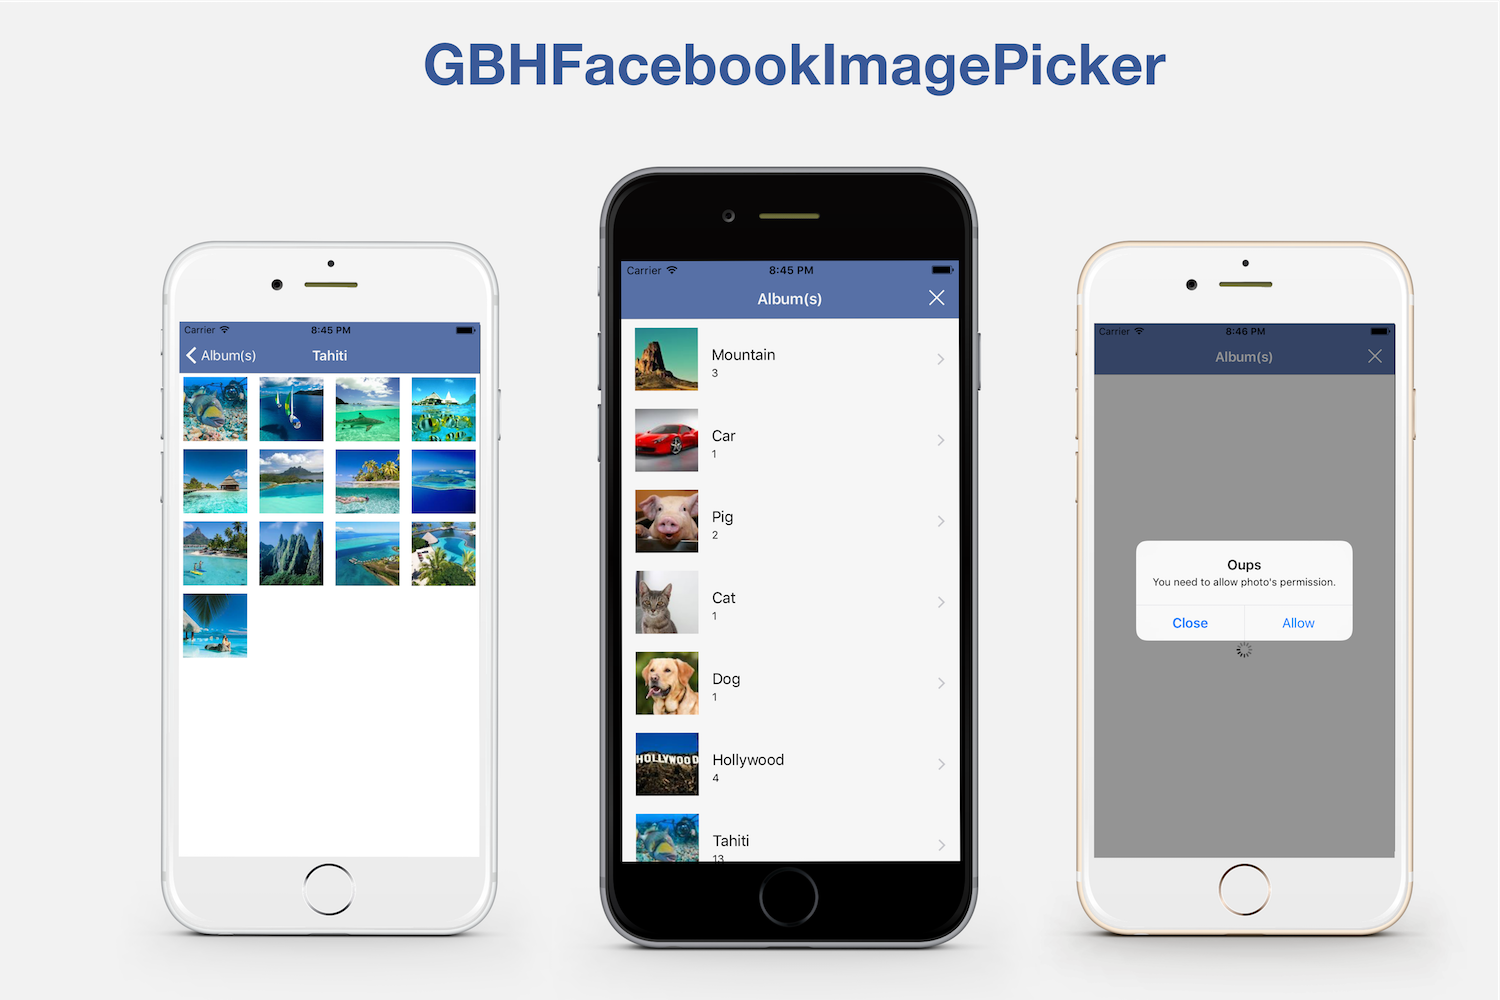 GBHFacebookImagePicker
Carrier 8:45 PM
Album(s) Tahiti
Carrier 8:45 PM
Album(s)
Mountain
3
Car
1
Pig
2
Cat
1
Dog
1
HOLLYWOOD
Hollywood
4
Tahiti
13
Carrier 8:46 PM
Album(s)
Oups
You need to allow photo's permission.
Close Allow